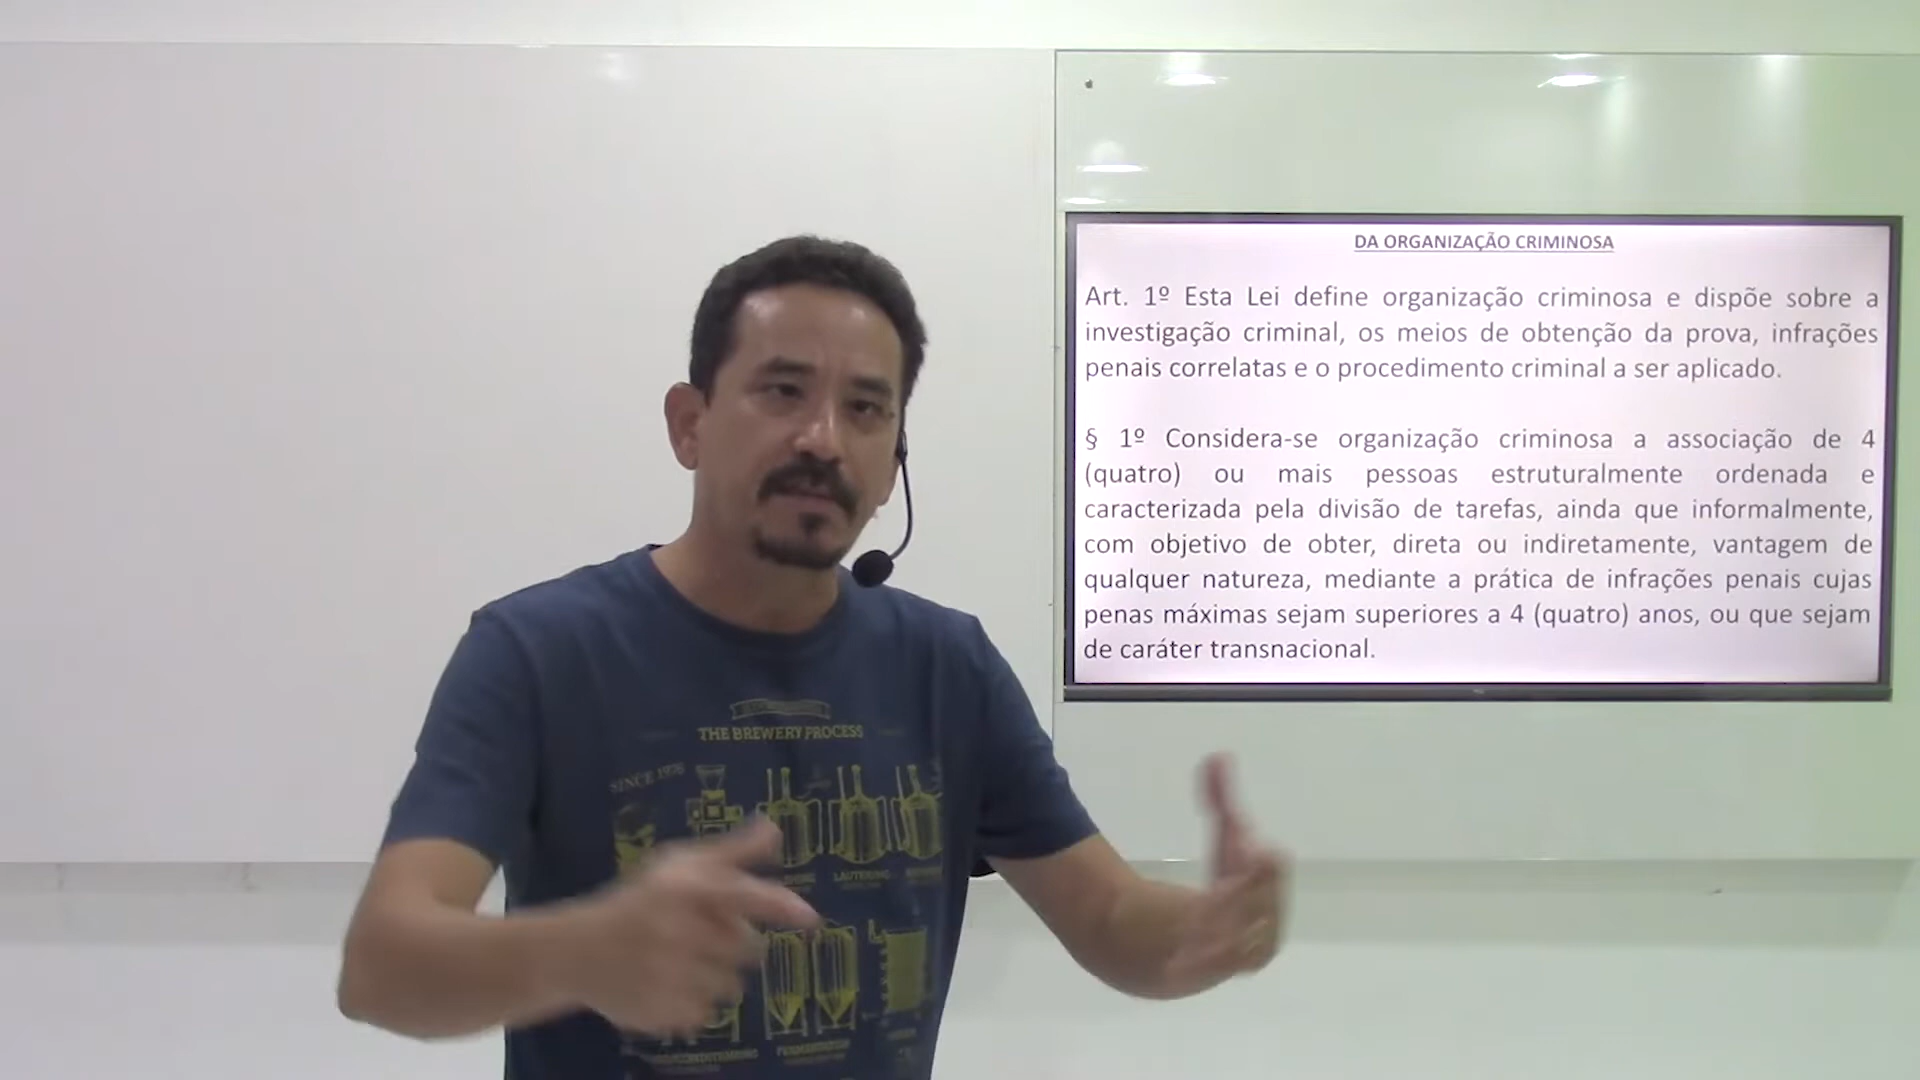 DA ORGANIZAÇÃO CRIMINOSA
Art. 1º Esta Lei define organização criminosa e dispõe sobre a
investigação criminal, os meios de obtenção da prova, infrações
penais correlatas e o procedimento criminal a ser aplicado.
§ 1º Considera-se organização criminosa a associação de 4
(quatro) ou mais pessoas estruturalmente ordenada e
caracterizada pela divisão de tarefas, ainda que informalmente,
com objetivo de obter, direta ou indiretamente, vantagem de
qualquer natureza, mediante a prática de infrações penais cujas
penas máximas sejam superiores a 4 (quatro) anos, ou que sejam
de caráter transnacional.
THE BREWERY PROCESS
SINCE 1976
LAUTERING